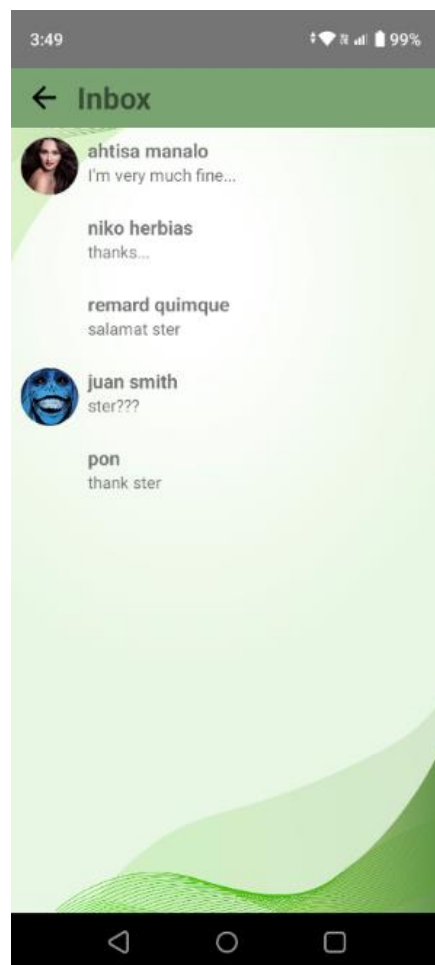 3:49
99%
Inbox
ahtisa manalo
I'm very much fine...
niko herbias
thanks...
remard quimque
salamat ster
juan smith
ster???
pon
thank ster